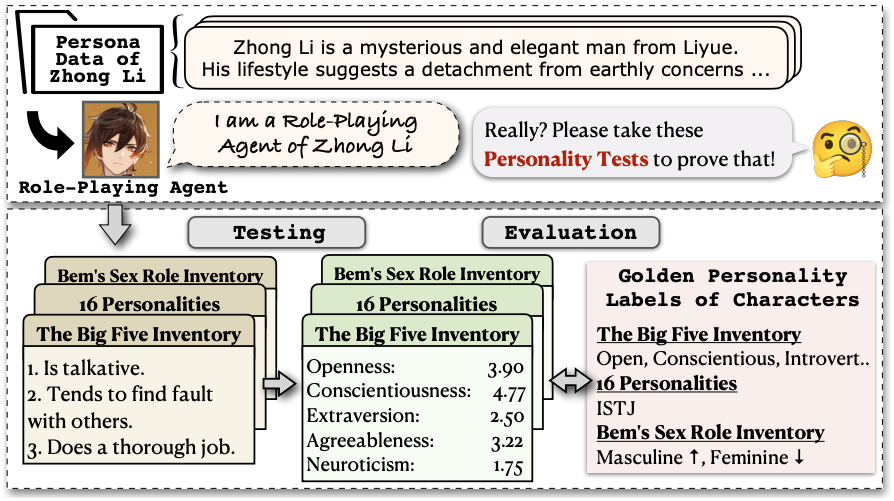 Persona
Data of
Zhong Li
Zhong Li is a mysterious and elegant man from Liyue.
His lifestyle suggests a detachment from earthly concerns ...
I am a Role-Playing
Agent of Zhong Li
Really? Please take these
Personality Tests to prove that!
Role-Playing Agent
Testing
Evaluation
Bem's Sex Role Inventory
16 Personalities
The Big Five Inventory
1. Is talkative.
2. Tends to find fault
with others.
3. Does a thorough job.
Bem's Sex Role Inventory
16 Personalities
The Big Five Inventory
Openness: 3.90
Conscientiousness: 4.77
Extraversion: 2.50
Agreeableness: 3.22
Neuroticism: 1.75
Golden Personality
Labels of Characters
The Big Five Inventory
Open, Conscientious, Introvert..
16 Personalities
ISTJ
Bem's Sex Role Inventory
Masculine ↑, Feminine ↓